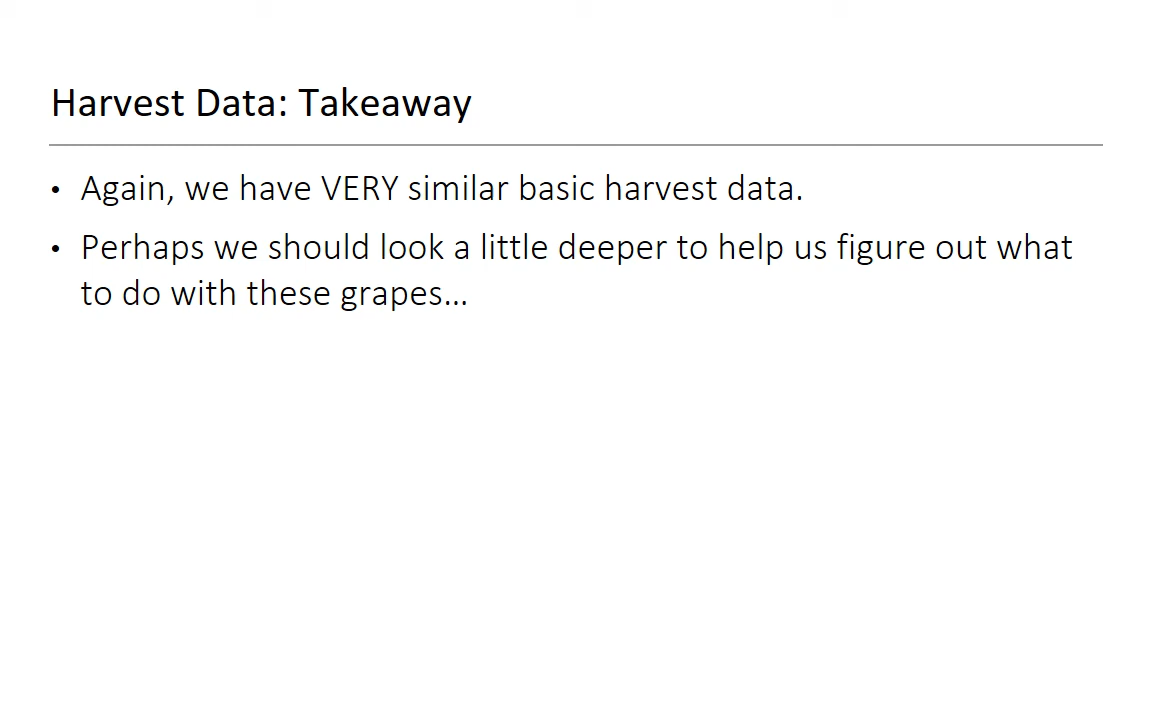 Harvest Data: Takeaway
• Again, we have VERY similar basic harvest data.
• Perhaps we should look a little deeper to help us figure out what
to do with these grapes…